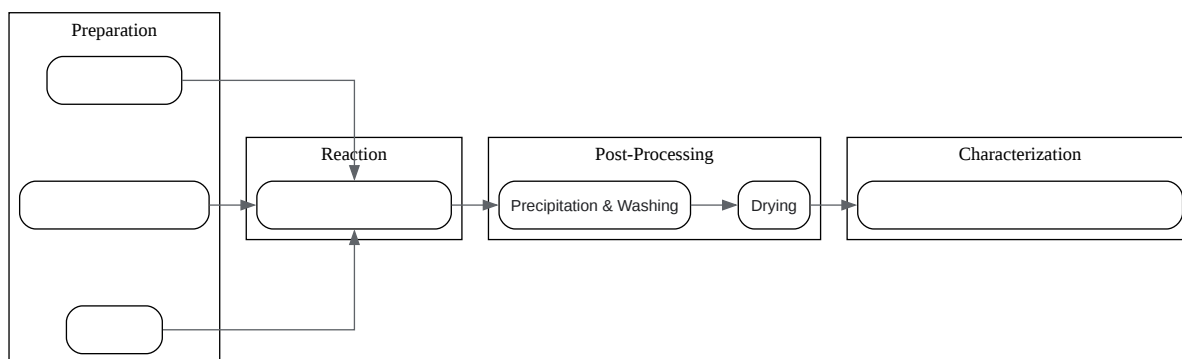 Preparation
Reaction
Post-Processing
Characterization
Precipitation & Washing
Drying